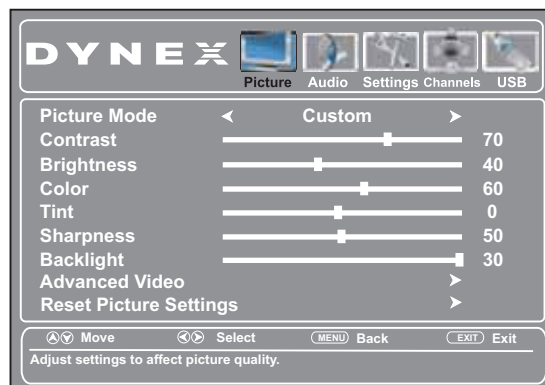 DYNEX
Picture Audio Settings Channels USB
Picture Mode Custom
Contrast 70
Brightness 40
Color 60
Tint 0
Sharpness 50
Backlight 30
Advanced Video
Reset Picture Settings
Move Select MENU Back EXIT Exit
Adjust settings to affect picture quality.